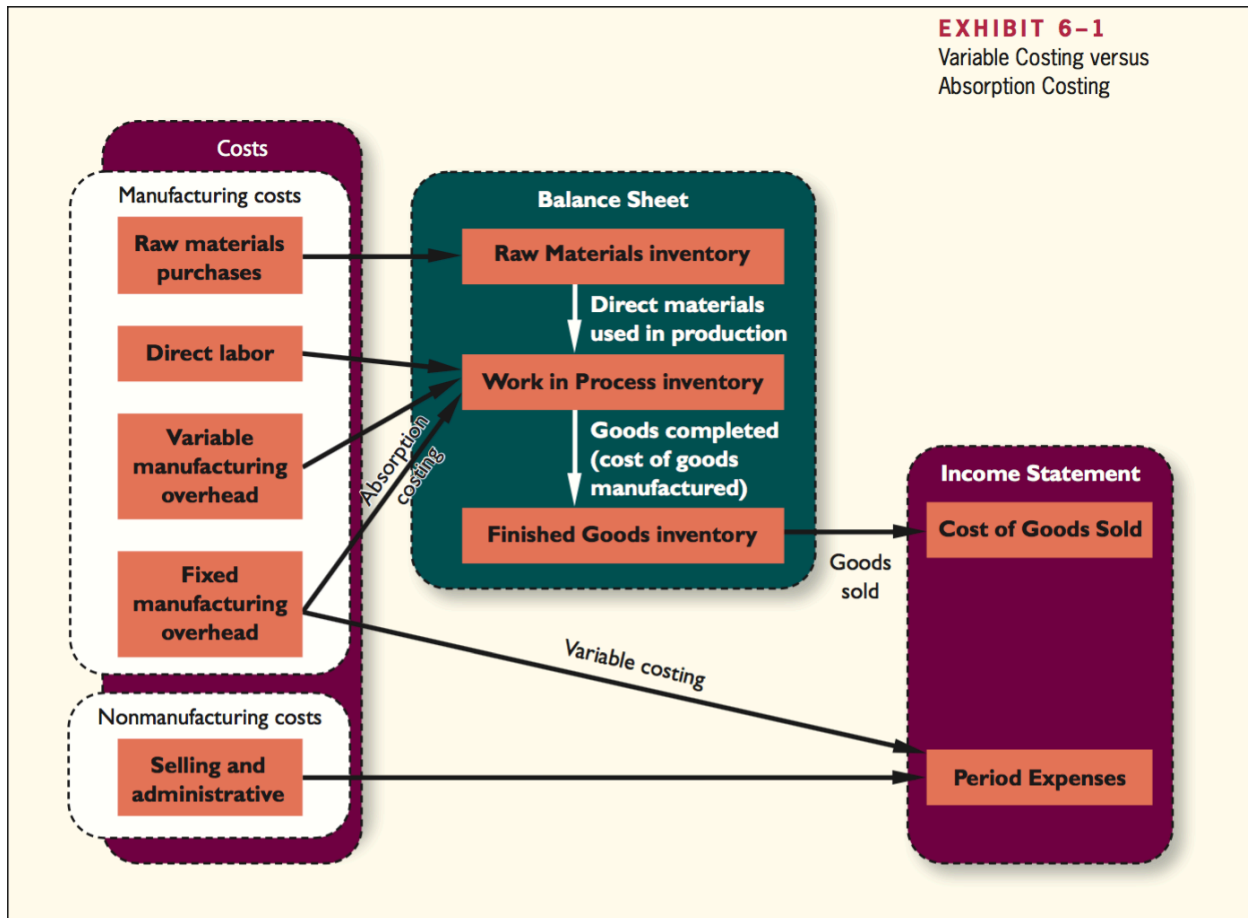 EXHIBIT 6–1
Variable Costing versus
Absorption Costing
Costs
Manufacturing costs
Raw materials
purchases
Direct labor
Variable
manufacturing
overhead
Fixed
manufacturing
overhead
Nonmanufacturing costs
Selling and
administrative
Absorption
costing
Variable costing
Balance Sheet
Raw Materials inventory
Direct materials
used in production
Work in Process inventory
Goods completed
(cost of goods
manufactured)
Finished Goods inventory
Goods
sold
Income Statement
Cost of Goods Sold
Period Expenses